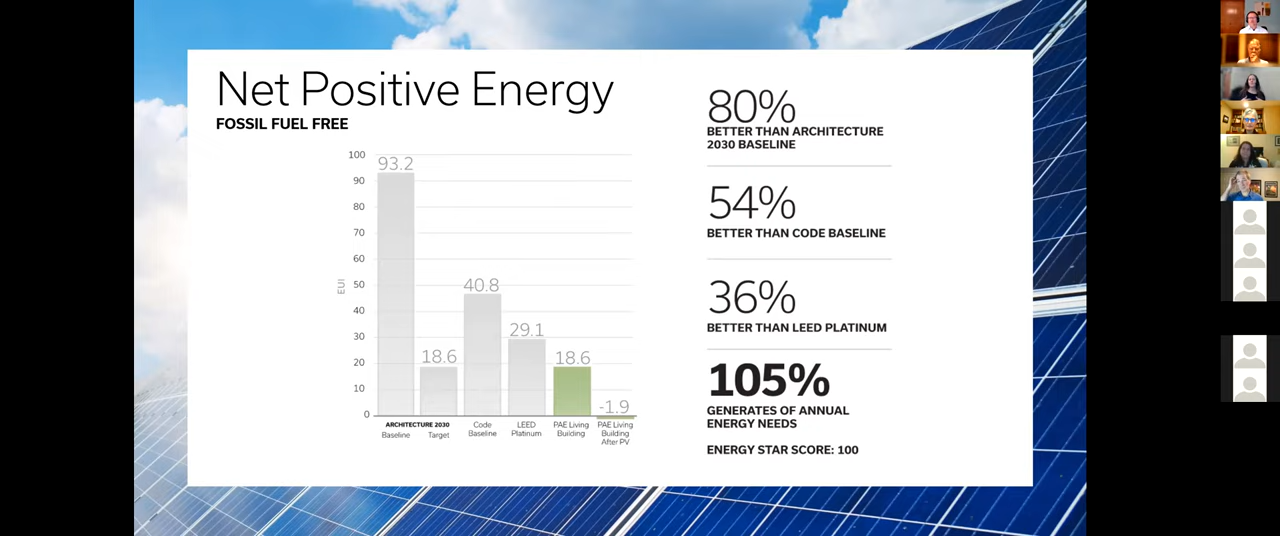 Net Positive Energy
FOSSIL FUEL FREE
100
90
80
70
60
50
40
30
20
10
0
EUI
93.2
18.6
40.8
29.1
18.6
-1.9
ARCHITECTURE 2030
Baseline
Target
Code
Baseline
LEED
Platinum
PAE Living
Building
PAE Living
Building
After PV
80%
BETTER THAN ARCHITECTURE
2030 BASELINE
54%
BETTER THAN CODE BASELINE
36%
BETTER THAN LEED PLATINUM
105%
GENERATES OF ANNUAL
ENERGY NEEDS
ENERGY STAR SCORE: 100